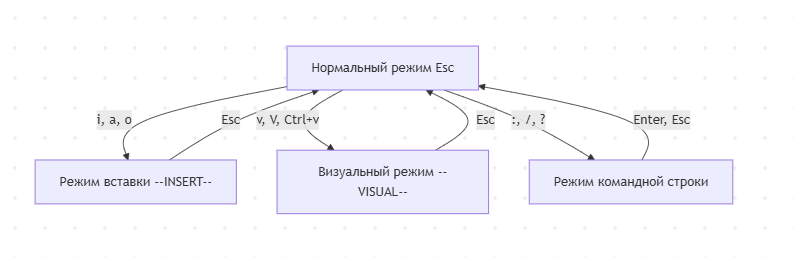 Нормальный режим Esc
i, a, o
Esc
v, V, Ctrl+v
Esc
:, /, ?
Enter, Esc
Режим вставки --INSERT--
Визуальный режим --
VISUAL--
Режим командной строки